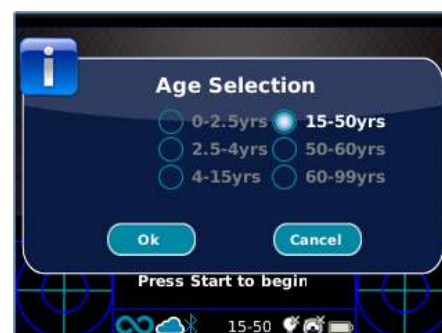 Age Selection
0-2.5yrs 15-50yrs
2.5-4yrs 50-60yrs
4-15yrs 60-99yrs
Ok Cancel
Press Start to begin
15-50